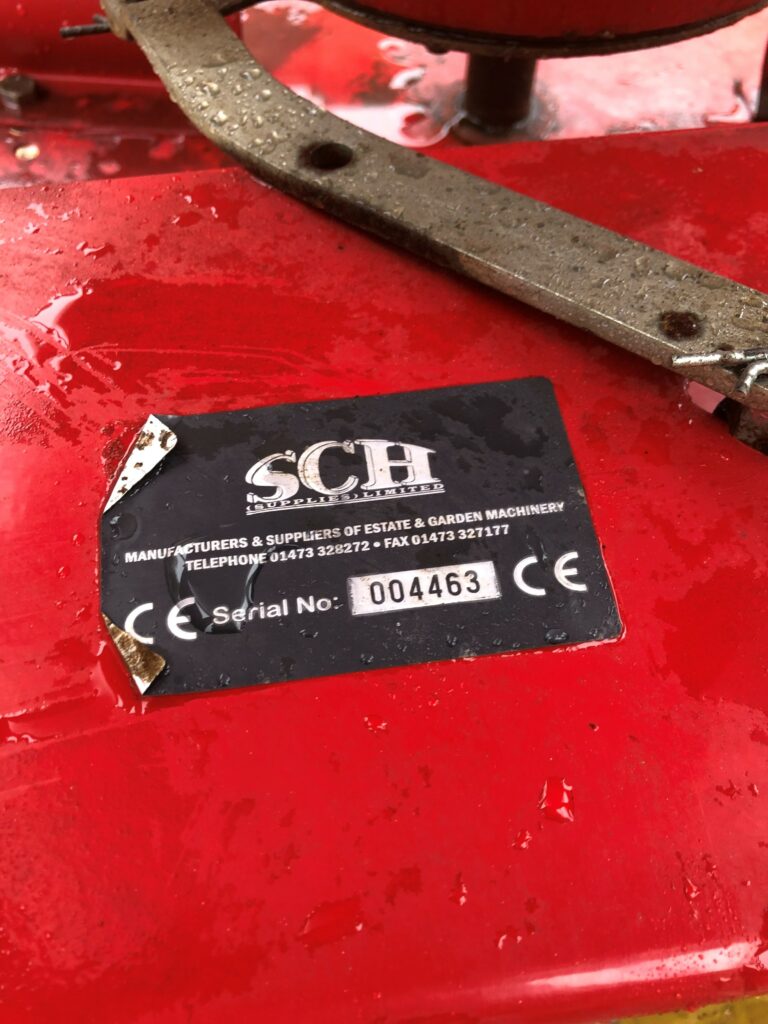 SCH
(SUPPLIES) LIMITED
MANUFACTURERS & SUPPLIERS OF ESTATE & GARDEN MACHINERY
TELEPHONE 01473 328272 • FAX 01473 327177
CE Serial No: 004463 CE